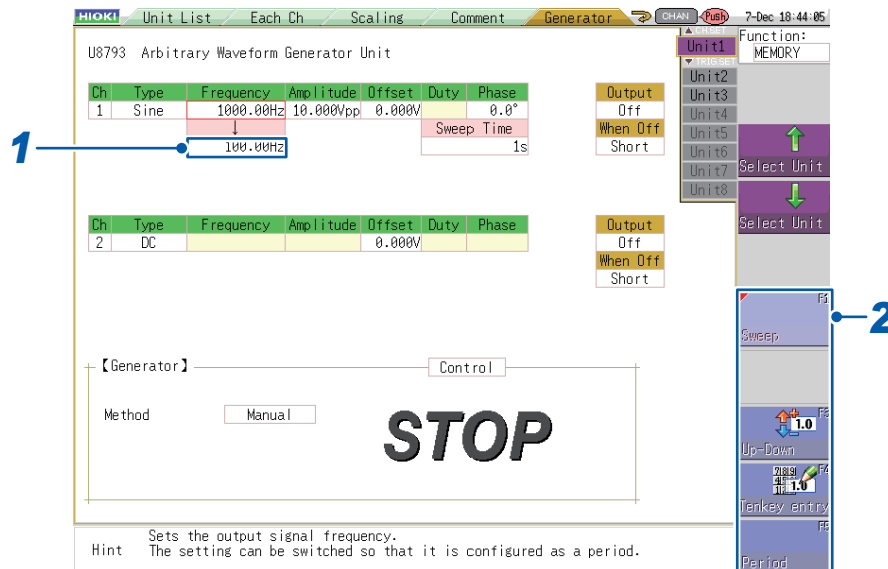 HIOKI Unit List Each Ch Scaling Comment Generator CHAN Push 7-Dec 18:44:05
U8793 Arbitrary Waveform Generator Unit
▲ CH.SET
Unit1
▼ TRIG SET
Unit2
Unit3
Unit4
Unit5
Unit6
Unit7
Unit8
Function:
MEMORY
Select Unit
Select Unit
Ch Type Frequency Amplitude Offset Duty Phase Output
1 Sine 1000.00Hz 10.000Vpp 0.000V 0.0° Off
↓ Sweep Time When Off
1 100.00Hz 1s Short
Ch Type Frequency Amplitude Offset Duty Phase Output
2 DC 0.000V Off
When Off
Short
F1
Sweep
2
【Generator】 Control
Method Manual STOP
F3
1.0
Up-Down
F4
1.0
Tenkey entry
F5
Period
Hint Sets the output signal frequency.
The setting can be switched so that it is configured as a period.